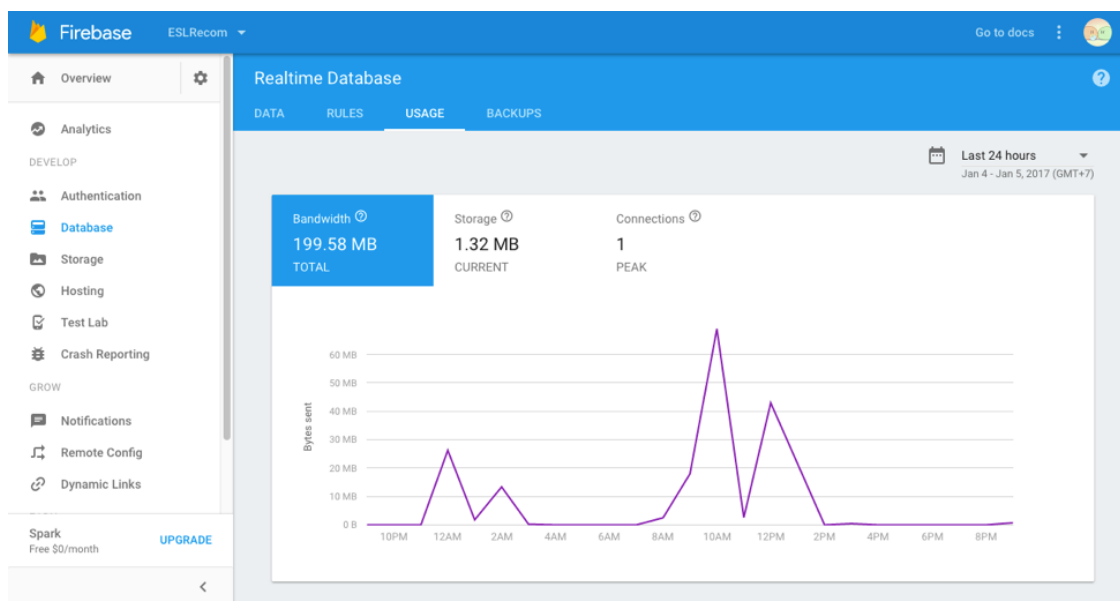 Firebase
ESLRecom
Go to docs
Overview
Analytics
DEVELOP
Authentication
Database
Storage
Hosting
Test Lab
Crash Reporting
GROW
Notifications
Remote Config
Dynamic Links
Spark
Free $0/month
UPGRADE
Realtime Database
DATA RULES USAGE BACKUPS
Last 24 hours
Jan 4 - Jan 5, 2017 (GMT+7)
Bandwidth Storage Connections
199.58 MB 1.32 MB 1
TOTAL CURRENT PEAK
Bytes sent
60 MB
50 MB
40 MB
30 MB
20 MB
10 MB
0 B
10PM 12AM 2AM 4AM 6AM 8AM 10AM 12PM 2PM 4PM 6PM 8PM